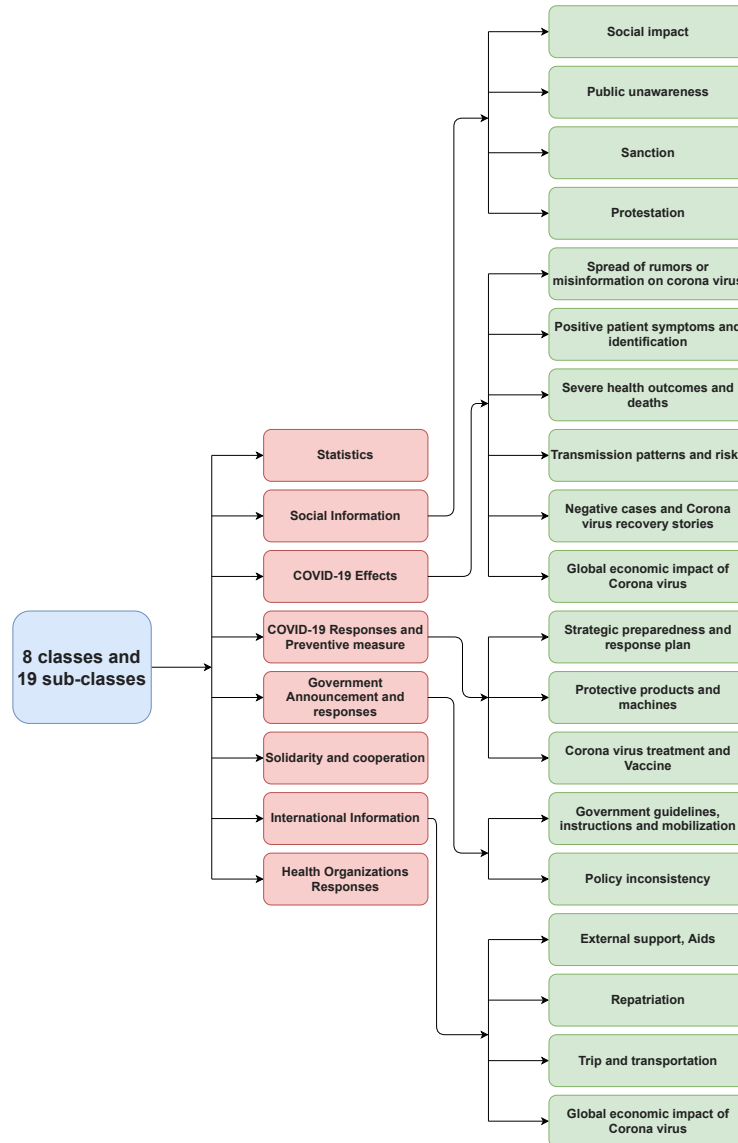 8 classes and
19 sub-classes
Statistics
Social Information
COVID-19 Effects
COVID-19 Responses and
Preventive measure
Government
Announcement and
responses
Solidarity and cooperation
International Information
Health Organizations
Responses
Social impact
Public unawareness
Sanction
Protestation
Spread of rumors or
misinformation on corona virus
Positive patient symptoms and
identification
Severe health outcomes and
deaths
Transmission patterns and risk
Negative cases and Corona
virus recovery stories
Global economic impact of
Corona virus
Strategic preparedness and
response plan
Protective products and
machines
Corona virus treatment and
Vaccine
Government guidelines,
instructions and mobilization
Policy inconsistency
External support, Aids
Repatriation
Trip and transportation
Global economic impact of
Corona virus